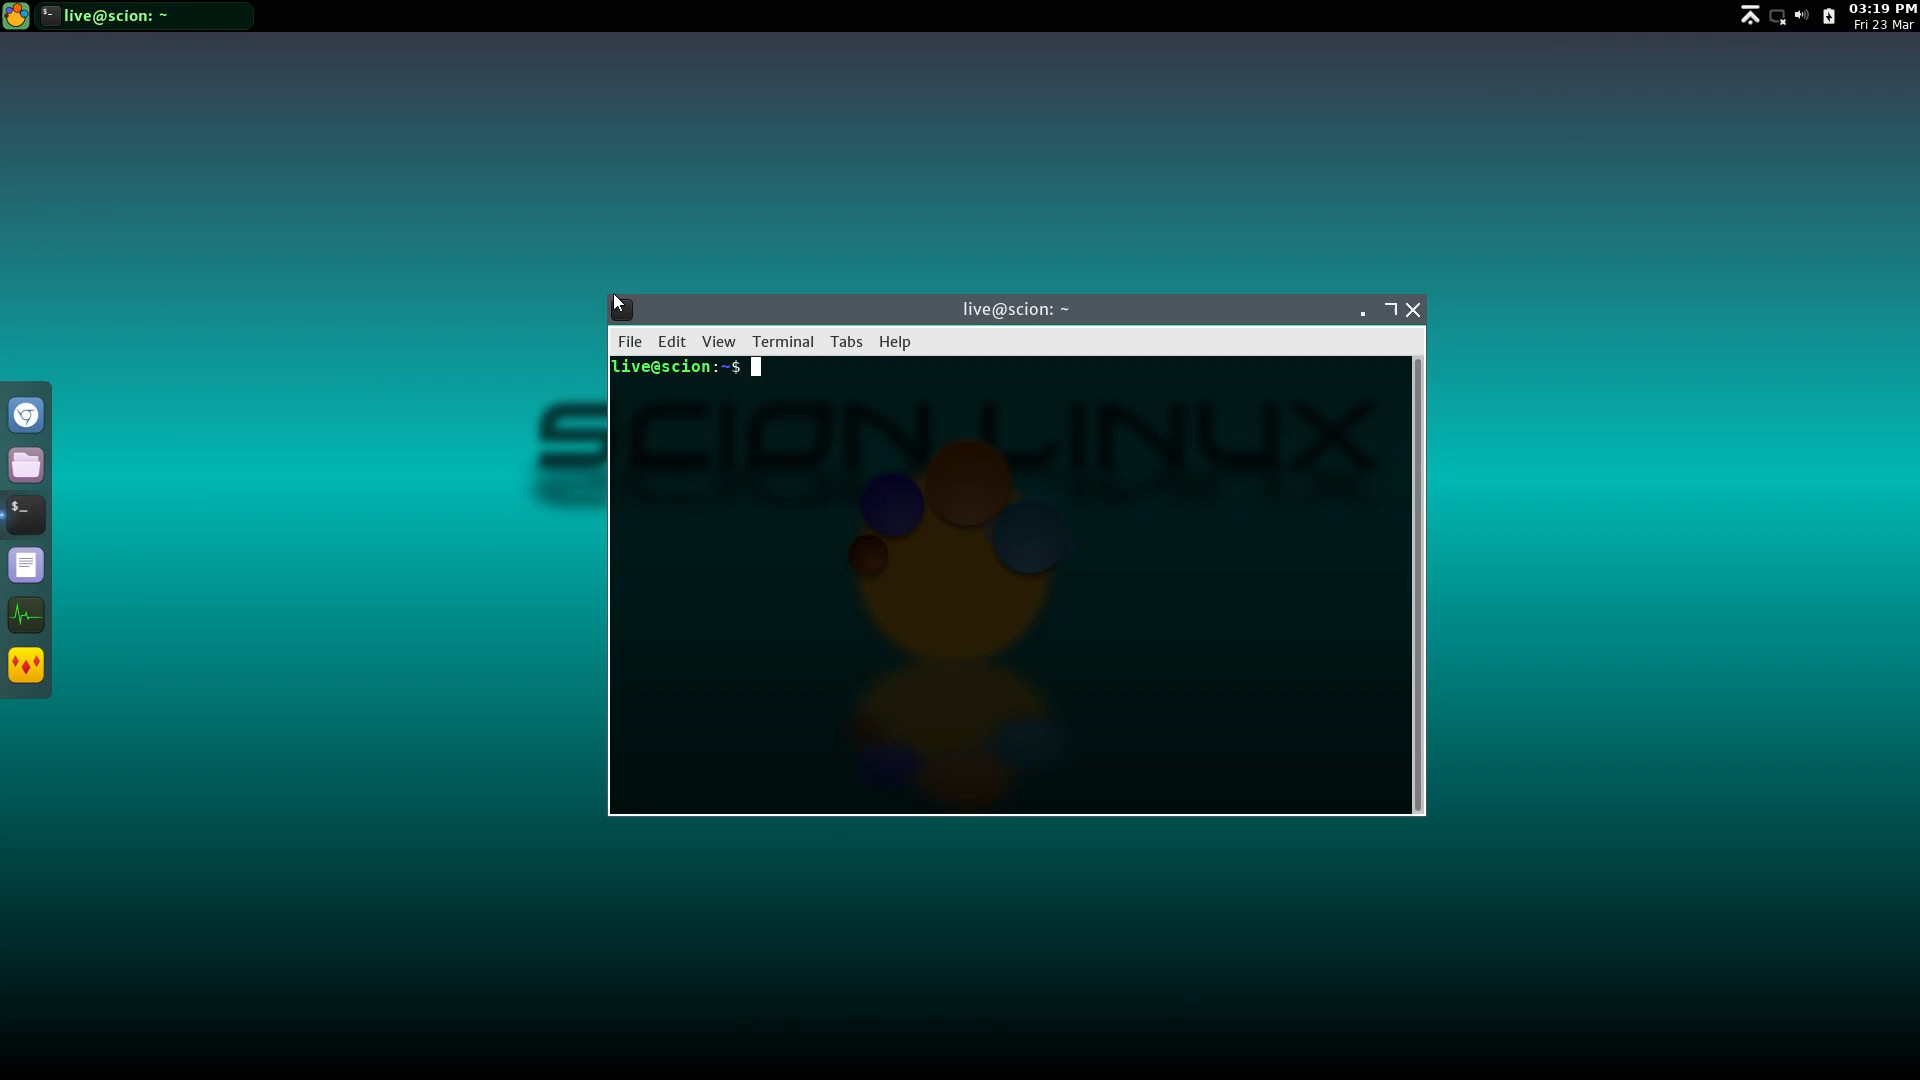 $_ live@scion: ~
03:19 PM
Fri 23 Mar
live@scion: ~
File Edit View Terminal Tabs Help
live@scion:~$
SCION LINUX
$_